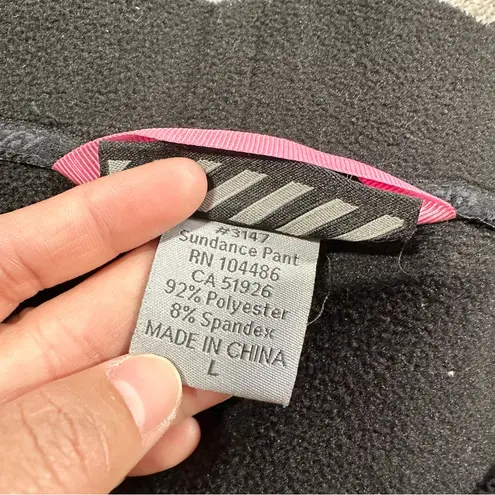 #3147
Sundance Pant
RN 104486
CA 51926
92% Polyester
8% Spandex
MADE IN CHINA
L